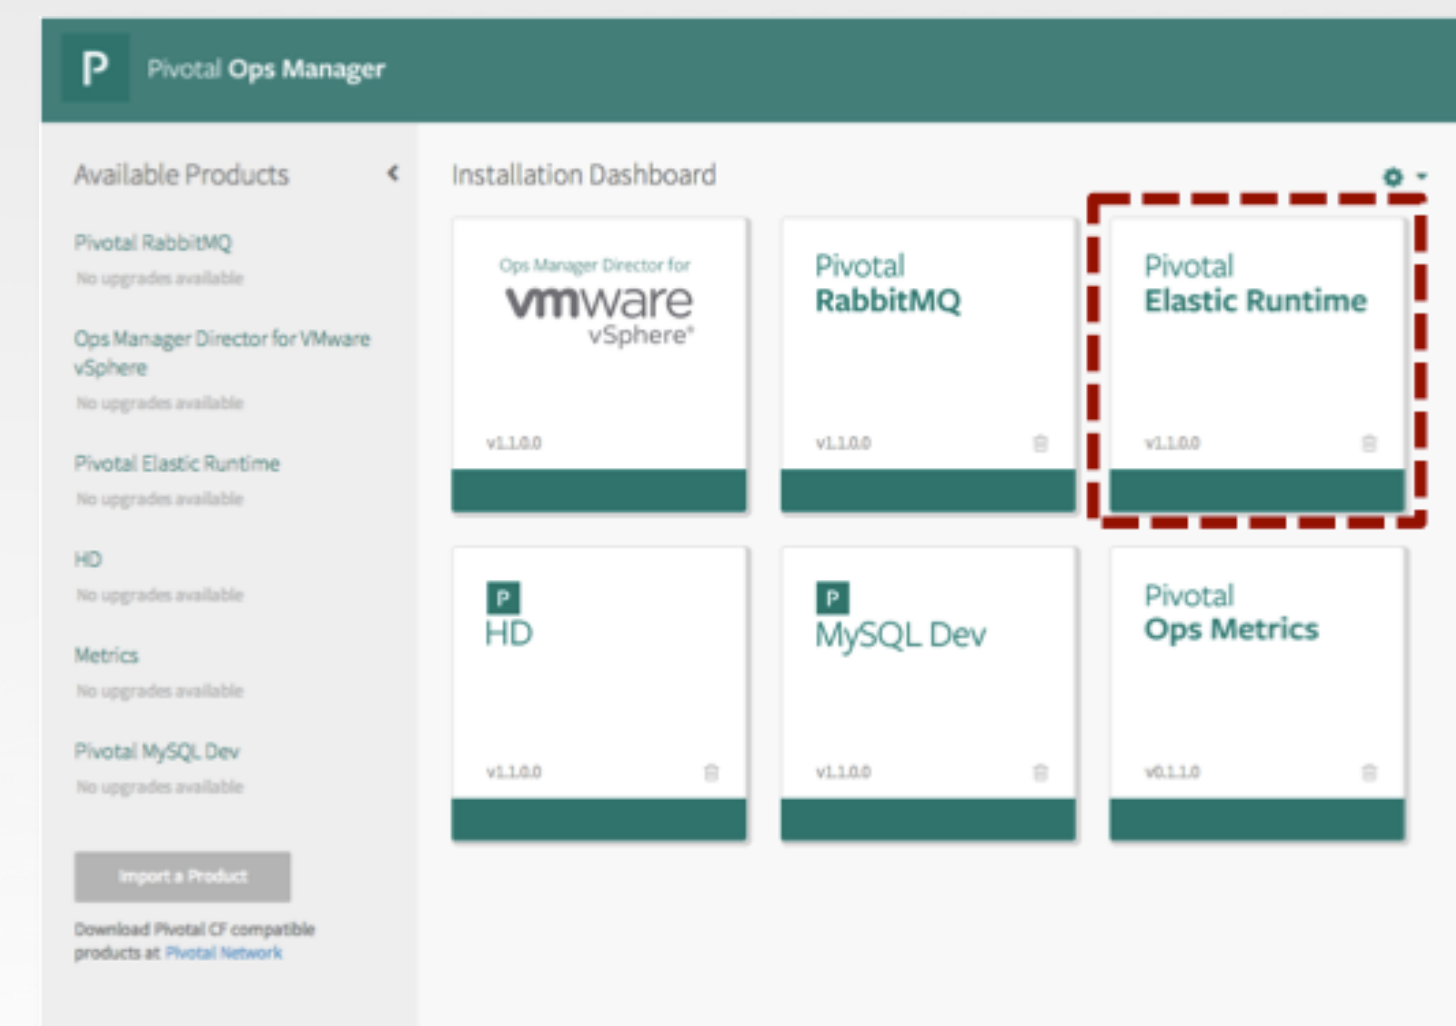 P Pivotal Ops Manager
Available Products
Pivotal RabbitMQ
No upgrades available
Ops Manager Director for VMware
vSphere
No upgrades available
Pivotal Elastic Runtime
No upgrades available
HD
No upgrades available
Metrics
No upgrades available
Pivotal MySQL Dev
No upgrades available
Import a Product
Download Pivotal CF compatible
products at Pivotal Network
Installation Dashboard
Ops Manager Director for
vmware
vSphere®
v1.1.0.0
Pivotal
RabbitMQ
v1.1.0.0
Pivotal
Elastic Runtime
v1.1.0.0
P
HD
v1.1.0.0
P
MySQL Dev
v1.1.0.0
Pivotal
Ops Metrics
v0.1.1.0